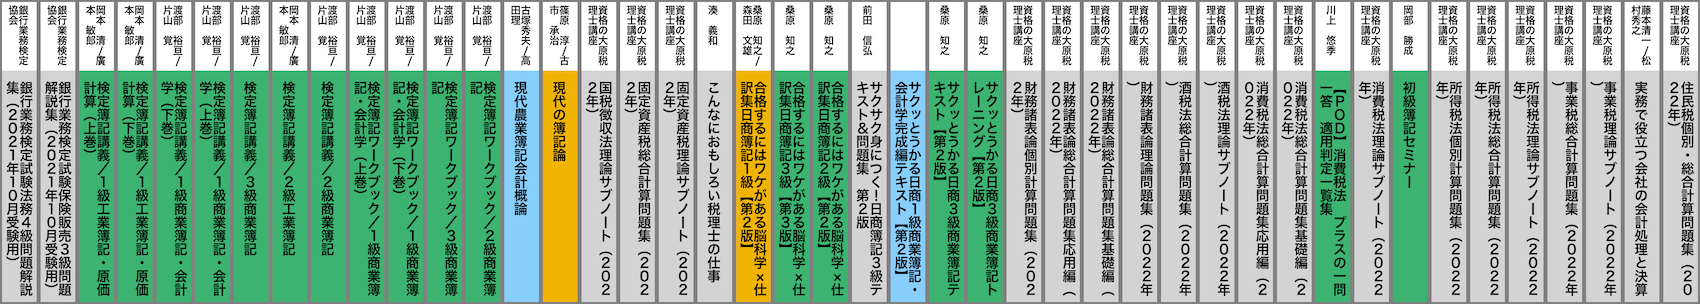 銀行業務検定
協会
銀行業務検定試験法務4級問題解説
集(2021年10月受験用)
銀行業務検定
協会
銀行業務検定試験保険販売3級問題
解説集(2021年10月受験用)
岡本 清/廣
本 敏郎
検定簿記講義/1級工業簿記・原価
計算(上巻)
岡本 清/廣
本 敏郎
検定簿記講義/1級工業簿記・原価
計算(下巻)
渡部 裕亘/
片山 覚
検定簿記講義/1級商業簿記・会計
学(下巻)
渡部 裕亘/
片山 覚
検定簿記講義/1級商業簿記・会計
学(上巻)
渡部 裕亘/
片山 覚
検定簿記講義/3級商業簿記
岡本 清/廣
本 敏郎
検定簿記講義/2級工業簿記
渡部 裕亘/
片山 覚
検定簿記講義/2級商業簿記
渡部 裕亘/
片山 覚
検定簿記ワークブック/1級商業簿
記・会計学(上巻)
渡部 裕亘/
片山 覚
検定簿記ワークブック/1級商業簿
記・会計学(下巻)
渡部 裕亘/
片山 覚
検定簿記ワークブック/3級商業簿
記
渡部 裕亘/
片山 覚
検定簿記ワークブック/2級商業簿
記
古塚秀夫/高
田理
現代農業簿記会計概論
篠原 淳/古
市 承治
現代の簿記論
資格の大原税
理士講座
国税徴収法理論サブノート(202
2年)
資格の大原税
理士講座
固定資産税総合計算問題集(202
2年)
資格の大原税
理士講座
固定資産税理論サブノート(202
2年)
湊 義和
こんなにおもしろい税理士の仕事
桑原 知之/
森田 文雄
合格するにはワケがある脳科学×仕
訳集日商簿記1級【第2版】
桑原 知之
合格するにはワケがある脳科学×仕
訳集日商簿記3級【第3版】
桑原 知之
合格するにはワケがある脳科学×仕
訳集日商簿記2級【第2版】
前田 信弘
サクサク身につく!日商簿記3級テ
キスト&問題集 第2版
サクッとうかる日商1級商業簿記・
会計学完成編テキスト【第2版】
桑原 知之
サクッとうかる日商3級商業簿記テ
キスト【第2版】
桑原 知之
サクッとうかる日商3級商業簿記ト
レーニング【第2版】
資格の大原税
理士講座
財務諸表論個別計算問題集(202
2年)
資格の大原税
理士講座
財務諸表論総合計算問題集応用編(
2022年)
資格の大原税
理士講座
財務諸表論総合計算問題集基礎編(
2022年)
資格の大原税
理士講座
財務諸表論理論問題集(2022年
)
資格の大原税
理士講座
酒税法総合計算問題集(2022年
)
資格の大原税
理士講座
酒税法理論サブノート(2022年
)
資格の大原税
理士講座
消費税法総合計算問題集応用編(2
022年)
資格の大原税
理士講座
消費税法総合計算問題集基礎編(2
022年)
川上 悠季
【POD】消費税法 プラスの一問
一答 適用判定一覧集
資格の大原税
理士講座
消費税法理論サブノート(2022
年)
岡部 勝成
初級簿記セミナー
資格の大原税
理士講座
所得税法個別計算問題集(2022
年)
資格の大原税
理士講座
所得税法総合計算問題集(2022
年)
資格の大原税
理士講座
所得税法理論サブノート(2022
年)
資格の大原税
理士講座
事業税総合計算問題集(2022年
)
資格の大原税
理士講座
事業税理論サブノート(2022年
)
藤本清一/松
村秀之
実務で役立つ会社の会計処理と決算
資格の大原税
理士講座
住民税個別・総合計算問題集(20
22年)